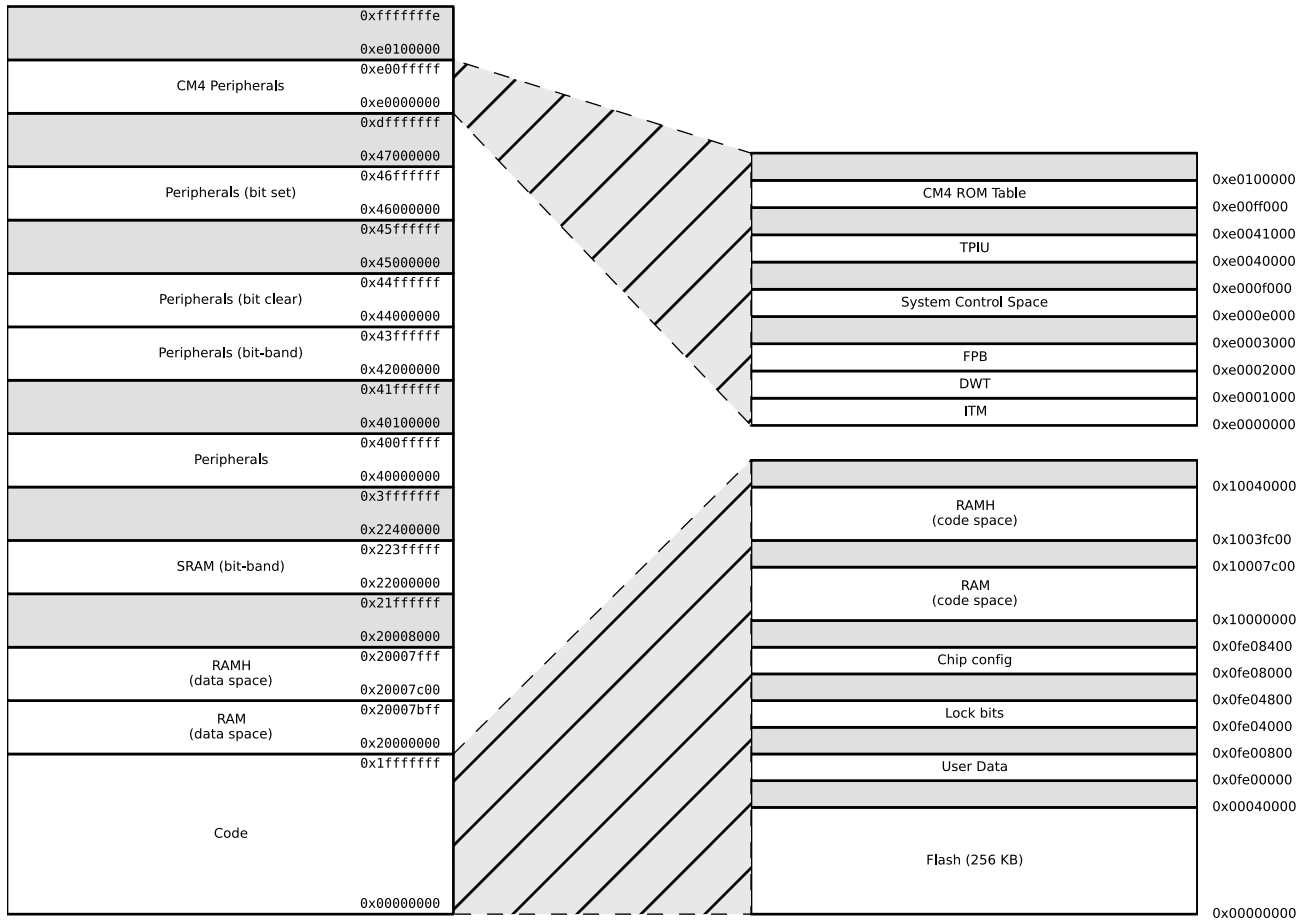 0xfffffffe
0xe0100000
0xe00fffff
CM4 Peripherals
0xe0000000
0xdfffffff
0x47000000
0x46ffffff
Peripherals (bit set)
0x46000000
0x45ffffff
0x45000000
0x44ffffff
Peripherals (bit clear)
0x44000000
0x43ffffff
Peripherals (bit-band)
0x42000000
0x41ffffff
0x40100000
0x400fffff
Peripherals
0x40000000
0x3fffffff
0x22400000
0x223fffff
SRAM (bit-band)
0x22000000
0x21ffffff
0x20008000
0x20007fff
RAMH
(data space)
0x20007c00
0x20007bff
RAM
(data space)
0x20000000
0x1fffffff
Code
0x00000000
0xe0100000
CM4 ROM Table
0xe00ff000
0xe0041000
TPIU
0xe0040000
0xe000f000
System Control Space
0xe000e000
0xe0003000
FPB
0xe0002000
DWT
0xe0001000
ITM
0xe0000000
0x10040000
RAMH
(code space)
0x1003fc00
0x10007c00
RAM
(code space)
0x10000000
0x0fe08400
Chip config
0x0fe08000
0x0fe04800
Lock bits
0x0fe04000
0x0fe00800
User Data
0x0fe00000
0x00040000
Flash (256 KB)
0x00000000